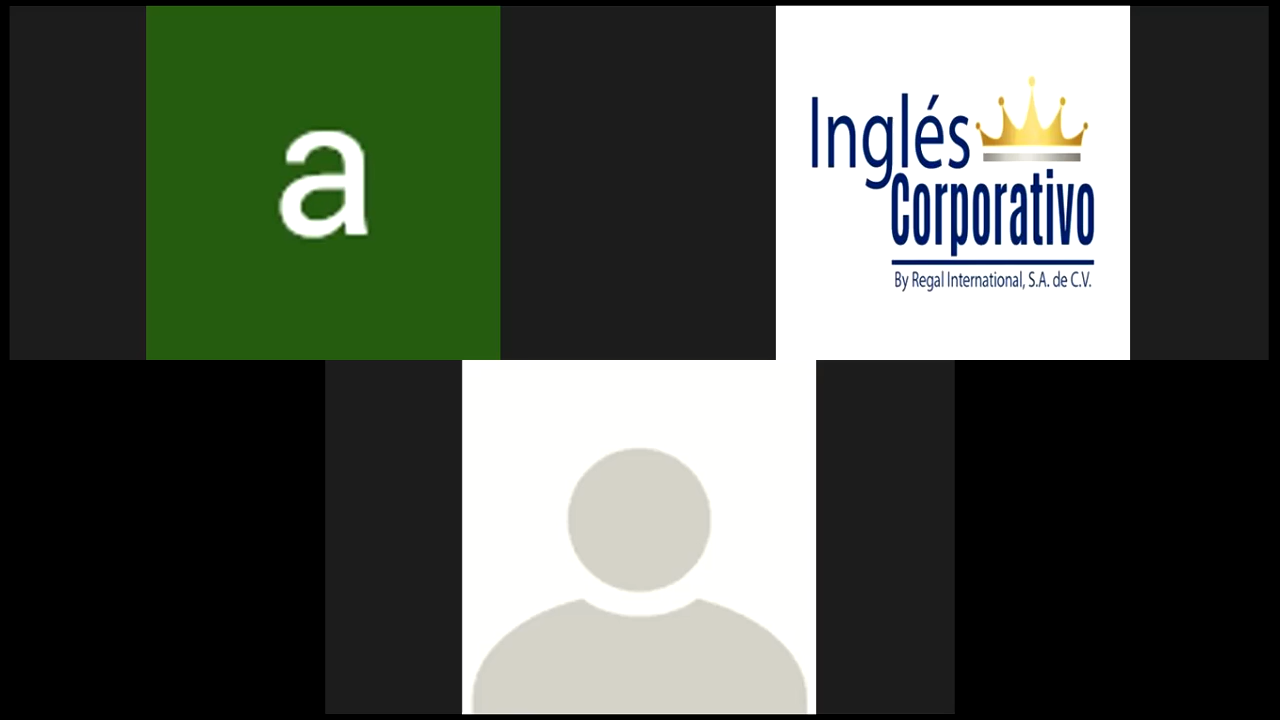 a
Inglés
Corporativo
By Regal International, S.A. de C.V.